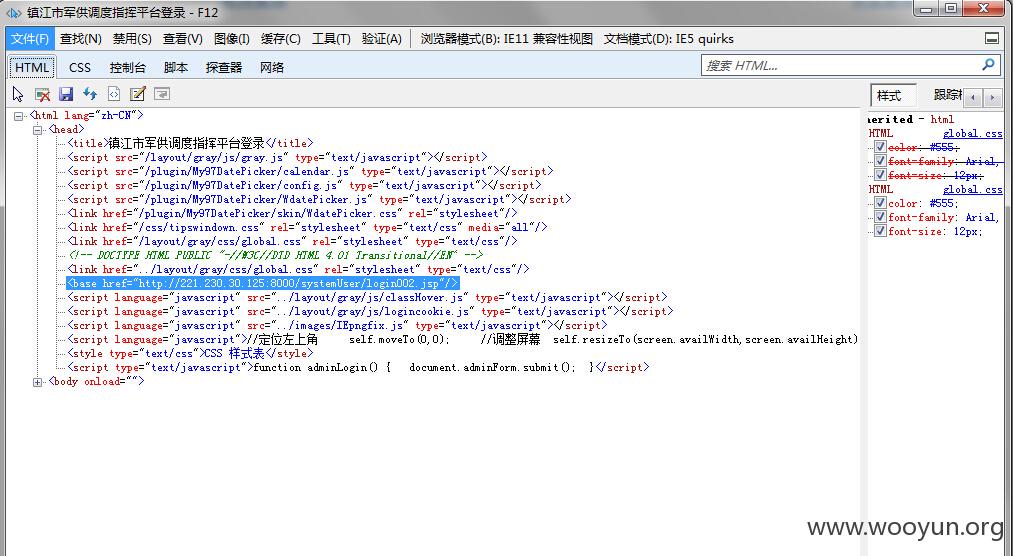 镇江市军供调度指挥平台登录 - F12
文件(F) 查找(N) 禁用(S) 查看(V) 图像(I) 缓存(C) 工具(T) 验证(A) 浏览器模式(B): IE11 兼容性视图 文档模式(D): IE5 quirks
HTML CSS 控制台 脚本 探查器 网络 搜索 HTML...
样式
<html lang="zh-CN">
<head>
<title>镇江市军供调度指挥平台登录</title>
<script src="/layout/gray/js/gray.js" type="text/javascript"></script>
<script src="/plugin/My97DatePicker/calendar.js" type="text/javascript"></script>
<script src="/plugin/My97DatePicker/config.js" type="text/javascript"></script>
<script src="/plugin/My97DatePicker/WdatePicker.js" type="text/javascript"></script>
<link href="/plugin/My97DatePicker/skin/WdatePicker.css" rel="stylesheet"/>
<link href="/css/tipswindown.css" rel="stylesheet" type="text/css" media="all"/>
<link href="/layout/gray/css/global.css" rel="stylesheet" type="text/css"/>
<!-- DOCTYPE HTML PUBLIC "-//W3C//DTD HTML 4.01 Transitional//EN" -->
<link href="../layout/gray/css/global.css" rel="stylesheet" type="text/css"/>
<base href="http://221.230.30.125:8000/systemUser/login002.jsp"/>
<script language="javascript" src="../layout/gray/js/classHover.js" type="text/javascript"></script>
<script language="javascript" src="../layout/gray/js/logincookie.js" type="text/javascript"></script>
<script language="javascript" src="../images/IEpngfix.js" type="text/javascript"></script>
<script language="javascript">//定位左上角 self.moveTo(0,0); //调整屏幕 self.resizeTo(screen.availWidth,screen.availHeight)
<style type="text/css">CSS 样式表</style>
<script type="text/javascript">function adminLogin() { document.adminForm.submit(); }</script>
<body onload="">
herited - html
HTML global.css
color: #555;
font-family: Arial,
font-size: 12px;
HTML global.css
color: #555;
font-family: Arial,
font-size: 12px;
www.wooyun.org